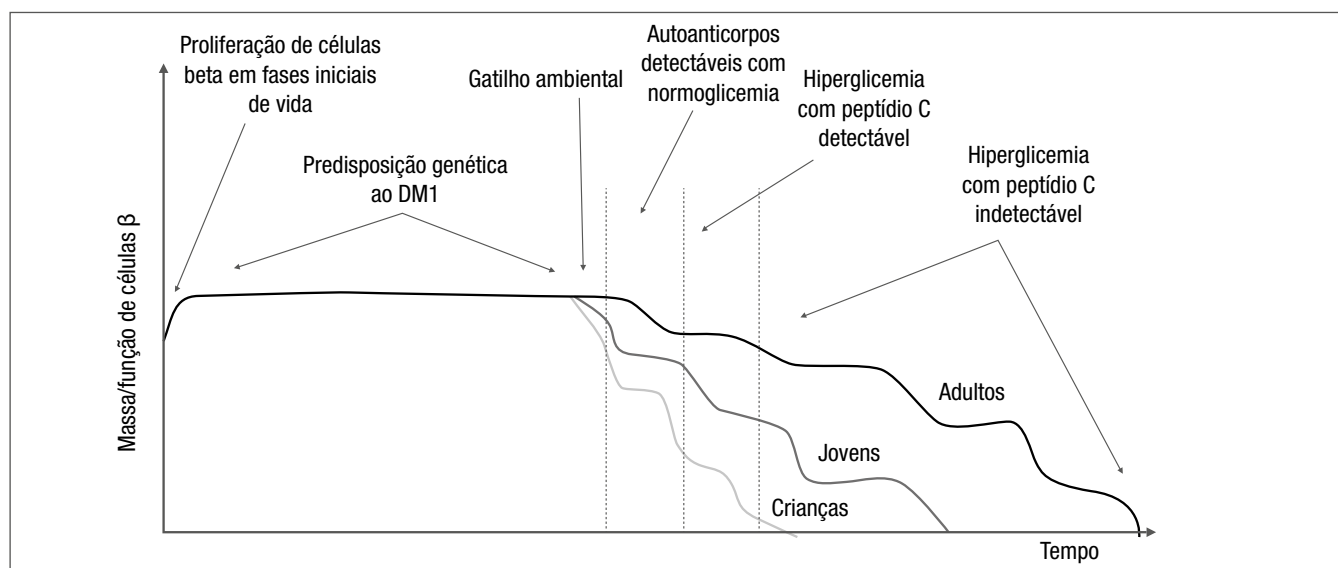 Proliferação de células
beta em fases iniciais
de vida
Gatilho ambiental
Autoanticorpos
detectáveis com
normoglicemia
Hiperglicemia
com peptídio C
detectável
Predisposição genética
ao DM1
Hiperglicemia
com peptídio C
indetectável
Massa/função de células β
Adultos
Jovens
Crianças
Tempo